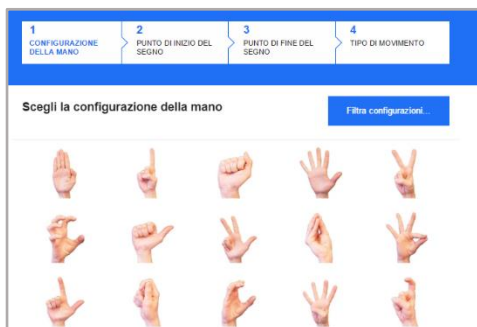 1
CONFIGURAZIONE
DELLA MANO
2
PUNTO DI INIZIO DEL
SEGNO
3
PUNTO DI FINE DEL
SEGNO
4
TIPO DI MOVIMENTO
Scegli la configurazione della mano
Filtra configurazioni...